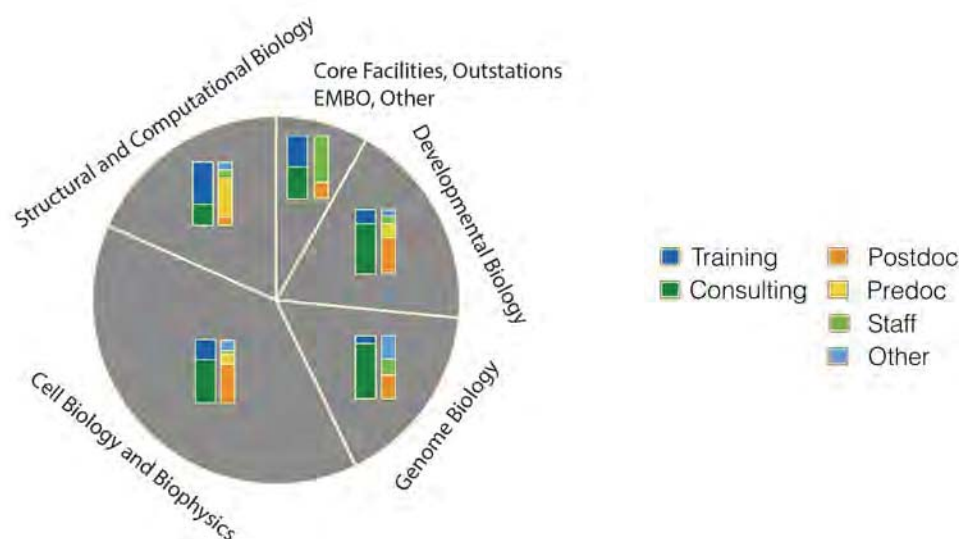 Structural and Computational Biology
Core Facilities, Outstations
EMBO, Other
Developmental Biology
Genome Biology
Cell Biology and Biophysics
Training
Consulting
Postdoc
Predoc
Staff
Other